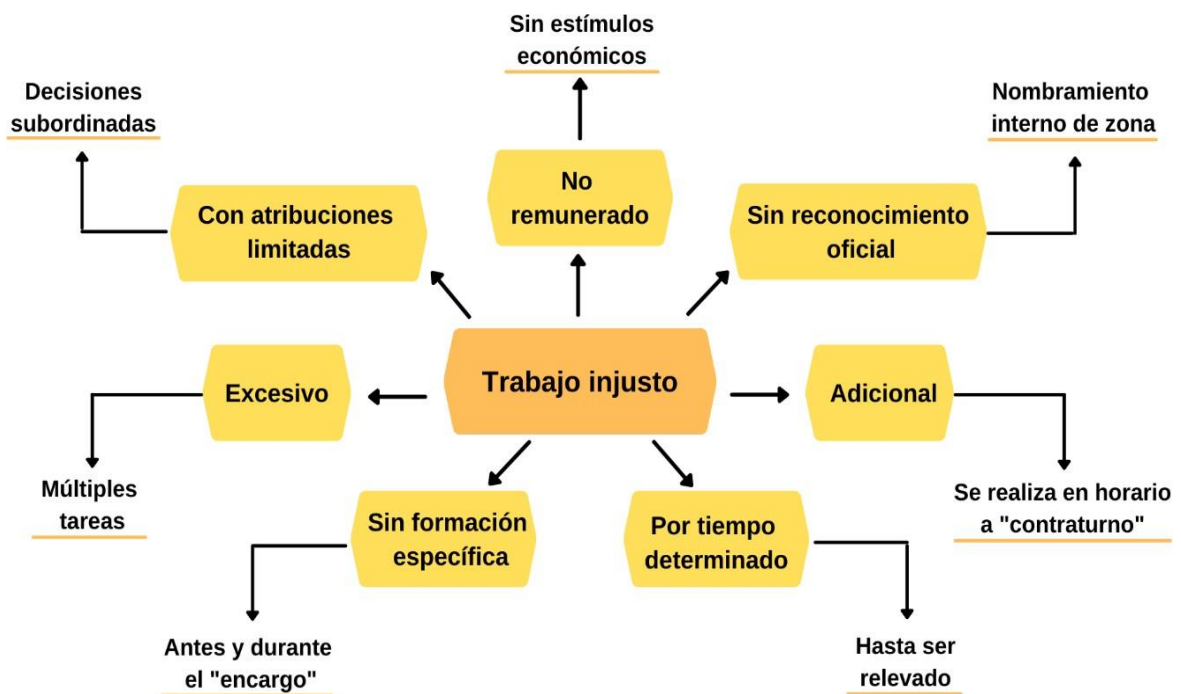 Sin estímulos
económicos
Decisiones
subordinadas
Nombramiento
interno de zona
No
remunerado
Con atribuciones
limitadas
Sin reconocimiento
oficial
Trabajo injusto
Excesivo
Adicional
Múltiples
tareas
Se realiza en horario
a "contraturno"
Sin formación
específica
Por tiempo
determinado
Antes y durante
el "encargo"
Hasta ser
relevado